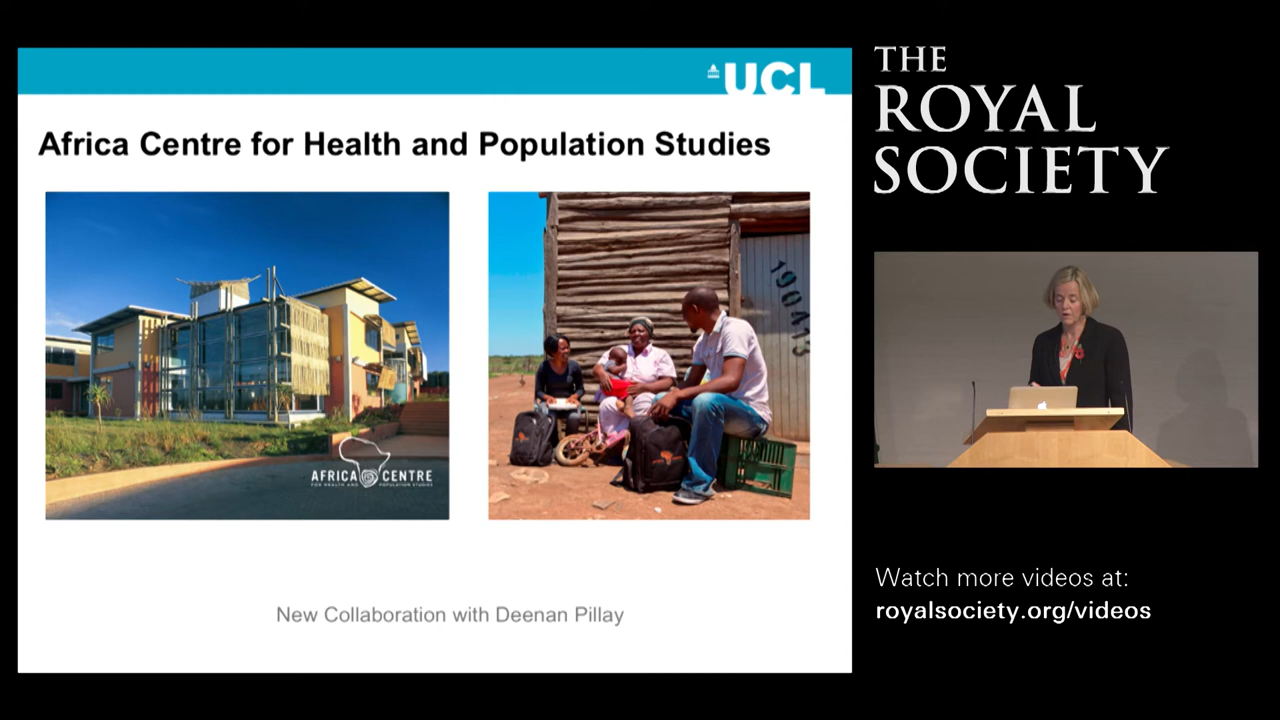 UCL
Africa Centre for Health and Population Studies
190413
AFRICA CENTRE
FOR HEALTH AND POPULATION STUDIES
New Collaboration with Deenan Pillay
THE
ROYAL
SOCIETY
Watch more videos at:
royalsociety.org/videos